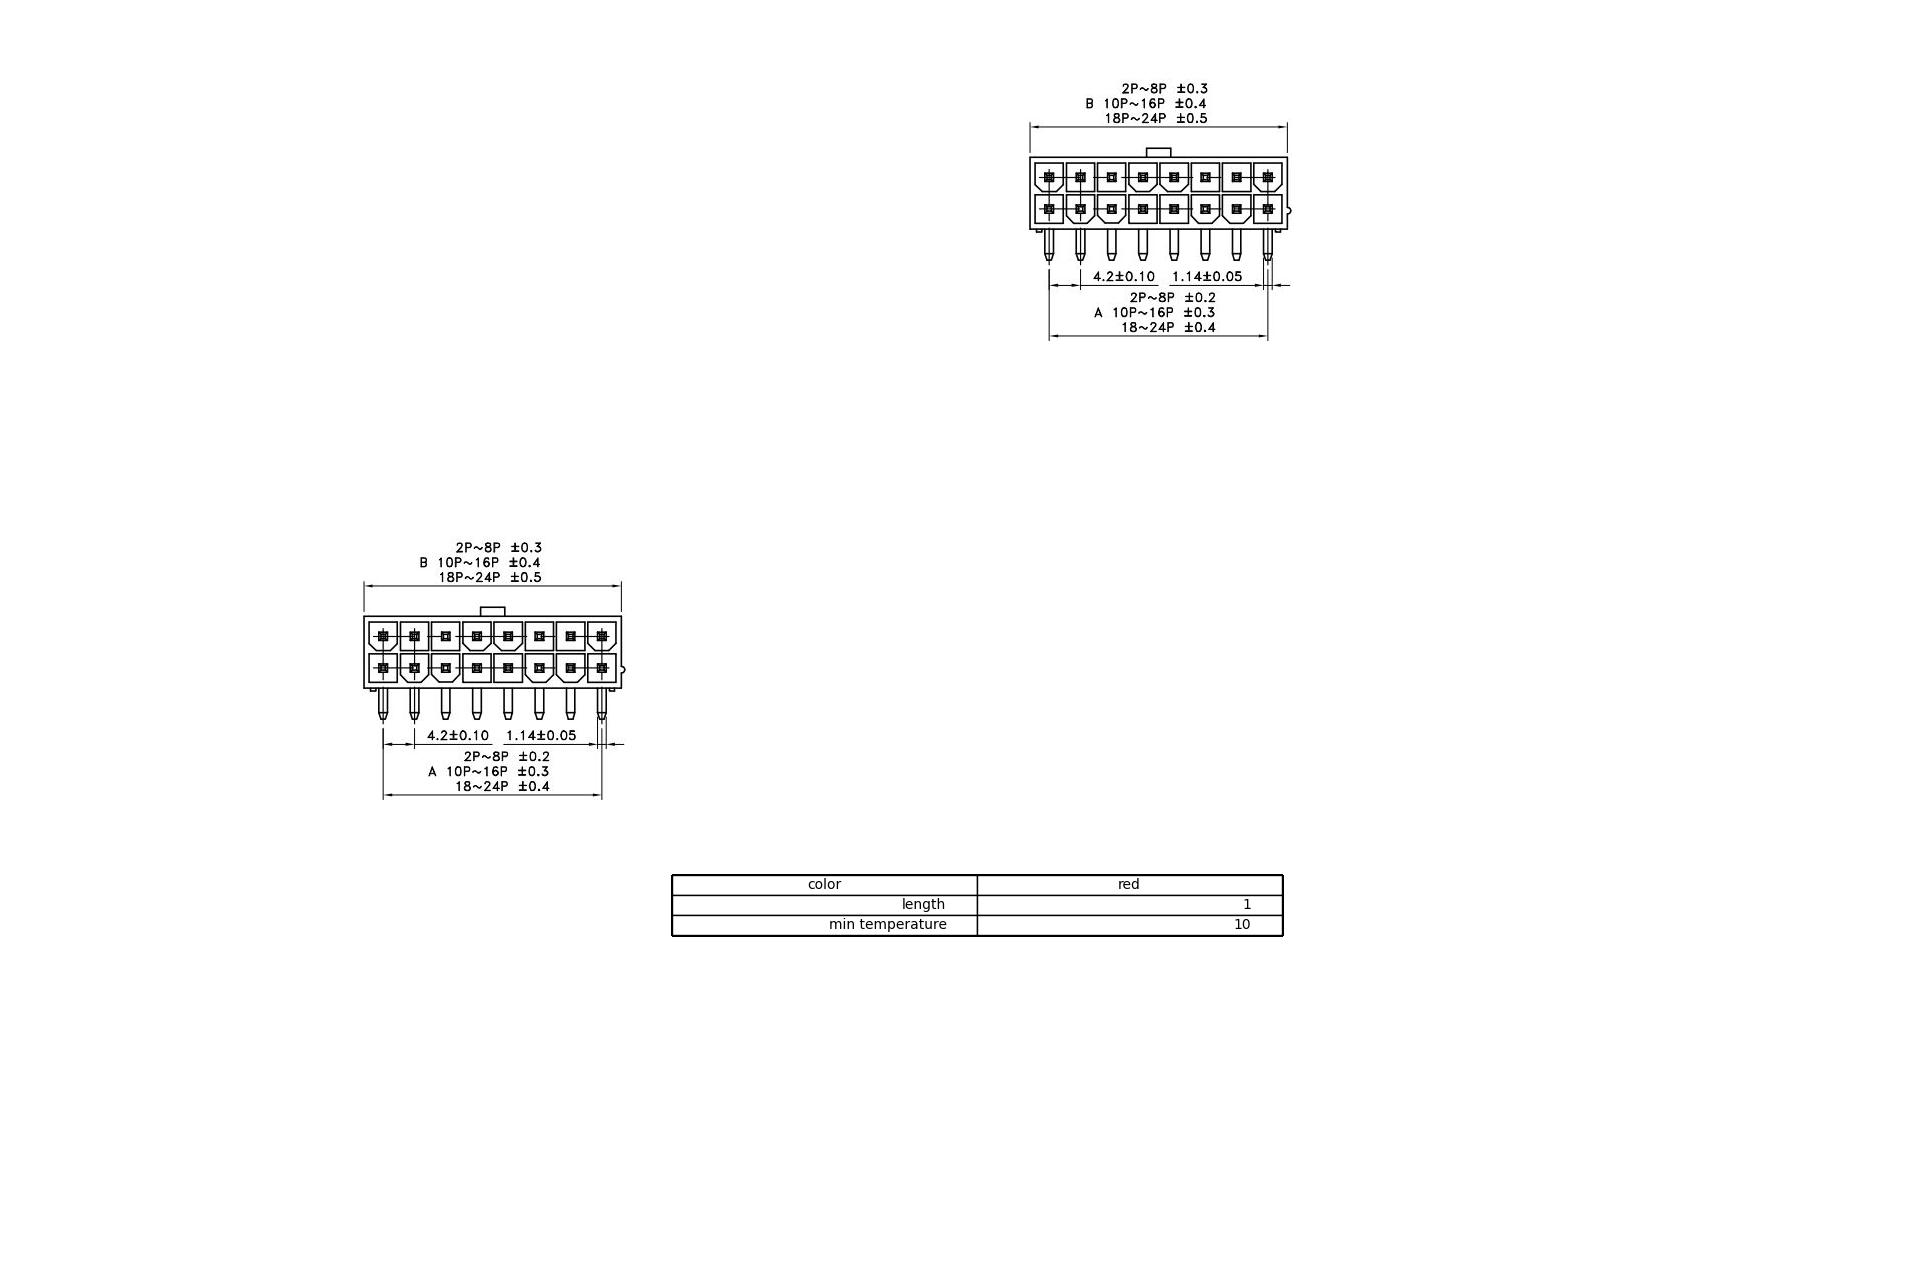 2P~8P ±0.3
B 10P~16P ±0.4
18P~24P ±0.5
4.2±0.10 1.14±0.05
2P~8P ±0.2
A 10P~16P ±0.3
18~24P ±0.4
2P~8P ±0.3
B 10P~16P ±0.4
18P~24P ±0.5
4.2±0.10 1.14±0.05
2P~8P ±0.2
A 10P~16P ±0.3
18~24P ±0.4
color red
length 1
min temperature 10